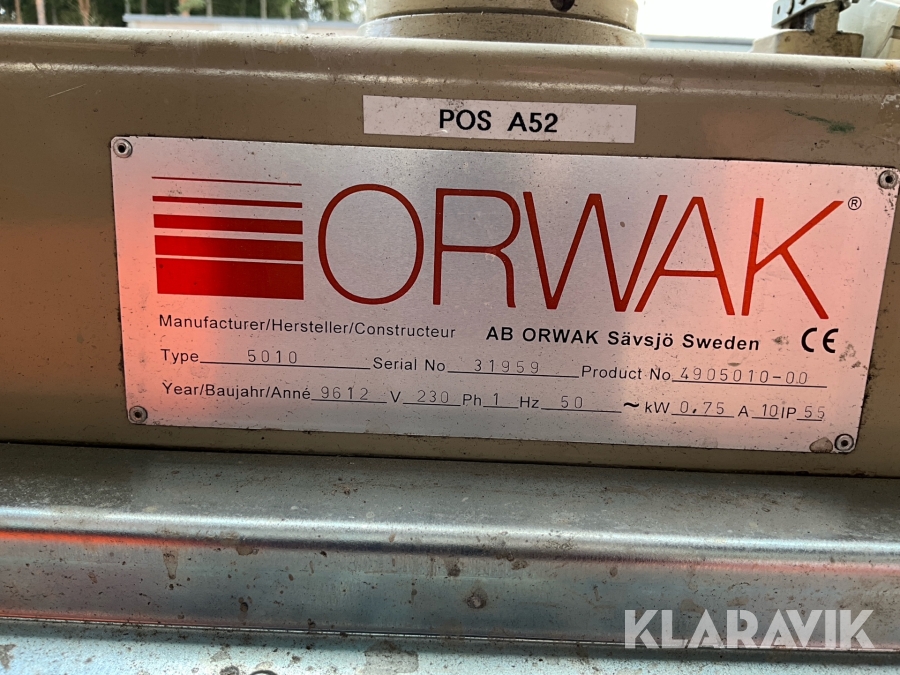 POS A52
ORWAK®
Manufacturer/Hersteller/Constructeur AB ORWAK Sävsjö Sweden CE
Type 5010 Serial No 31959 Product No 4905010-00
Year/Baujahr/Anné 9612 V 230 Ph 1 Hz 50 ~ kW 0,75 A 10 IP 55
KLARAVIK